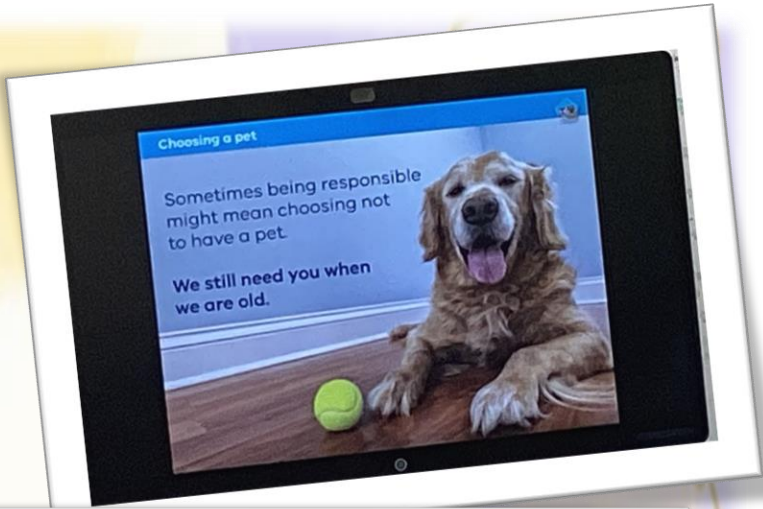 Choosing a pet
Sometimes being responsible
might mean choosing not
to have a pet.
We still need you when
we are old.